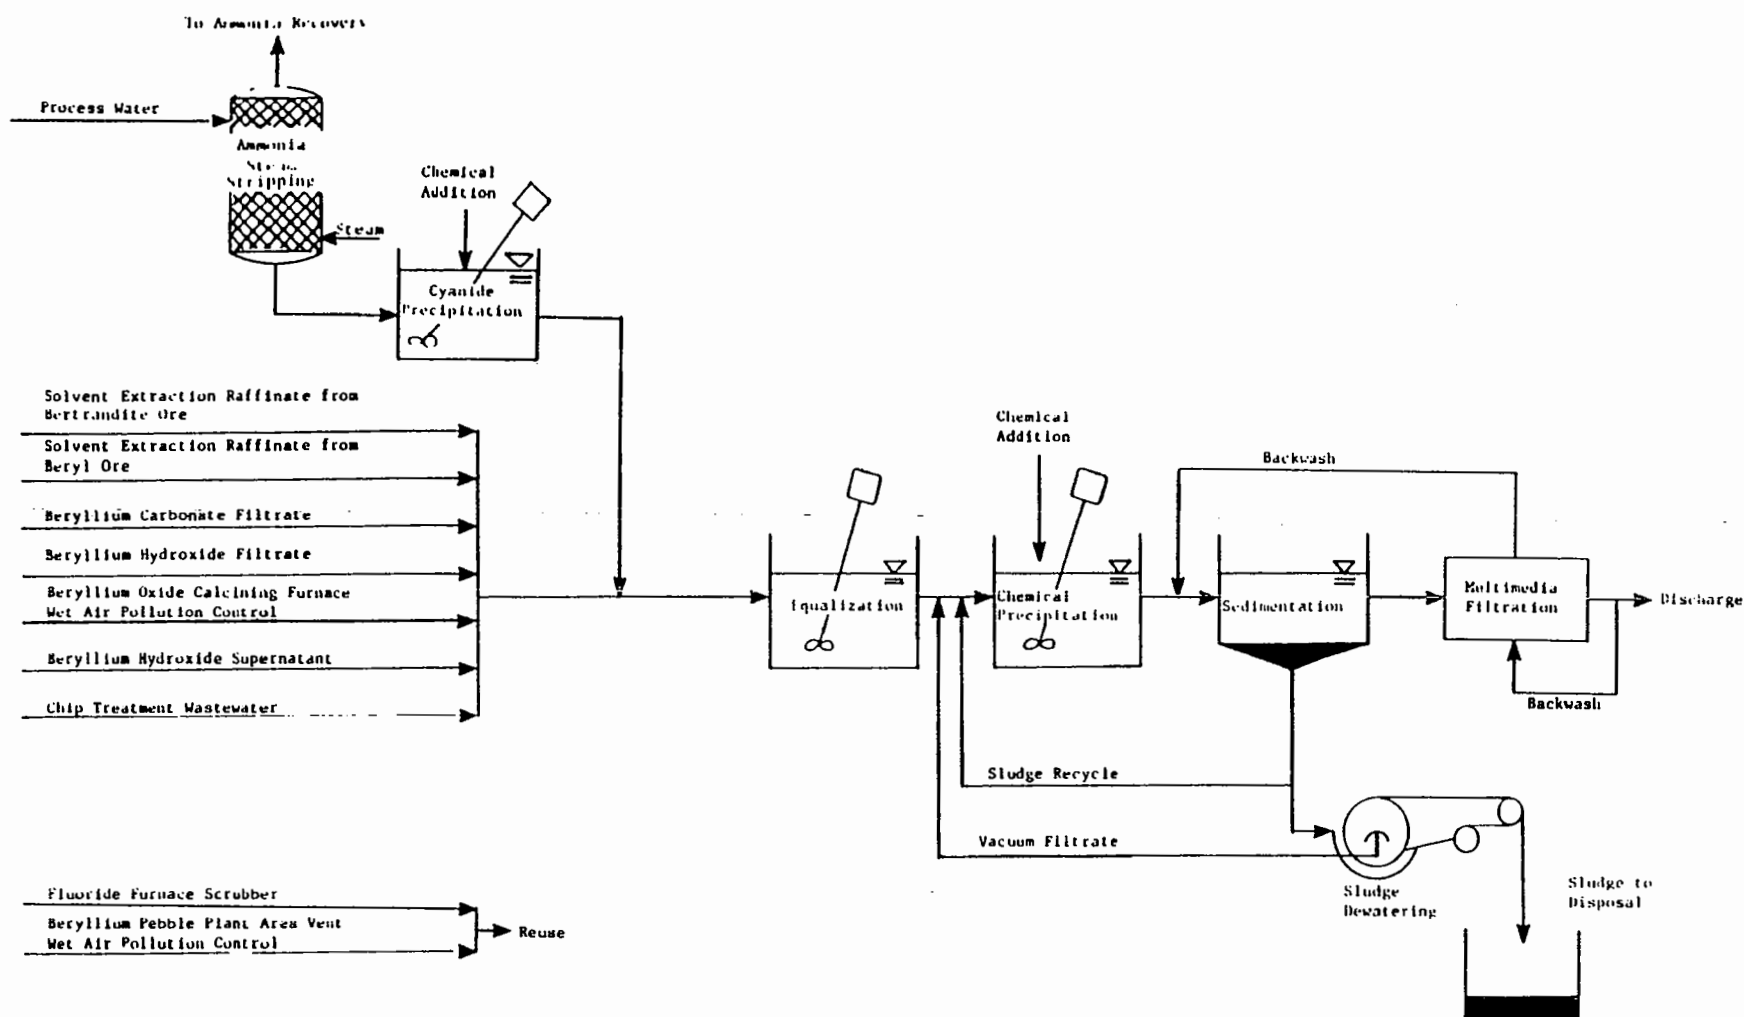 To Ammonia Recovery
Process Water
Ammonia
Steam
Stripping
Steam
Chemical
Addition
Cyanide
Precipitation
Solvent Extraction Raffinate from
Bertrandite Ore
Solvent Extraction Raffinate from
Beryl Ore
Beryllium Carbonate Filtrate
Beryllium Hydroxide Filtrate
Beryllium Oxide Calcining Furnace
Wet Air Pollution Control
Beryllium Hydroxide Supernatant
Chip Treatment Wastewater
Equalization
Chemical
Addition
Chemical
Precipitation
Backwash
Sedimentation
Multimedia
Filtration
Discharge
Backwash
Sludge Recycle
Vacuum Filtrate
Sludge
Dewatering
Sludge to
Disposal
Fluoride Furnace Scrubber
Beryllium Pebble Plant Area Vent
Wet Air Pollution Control
Reuse